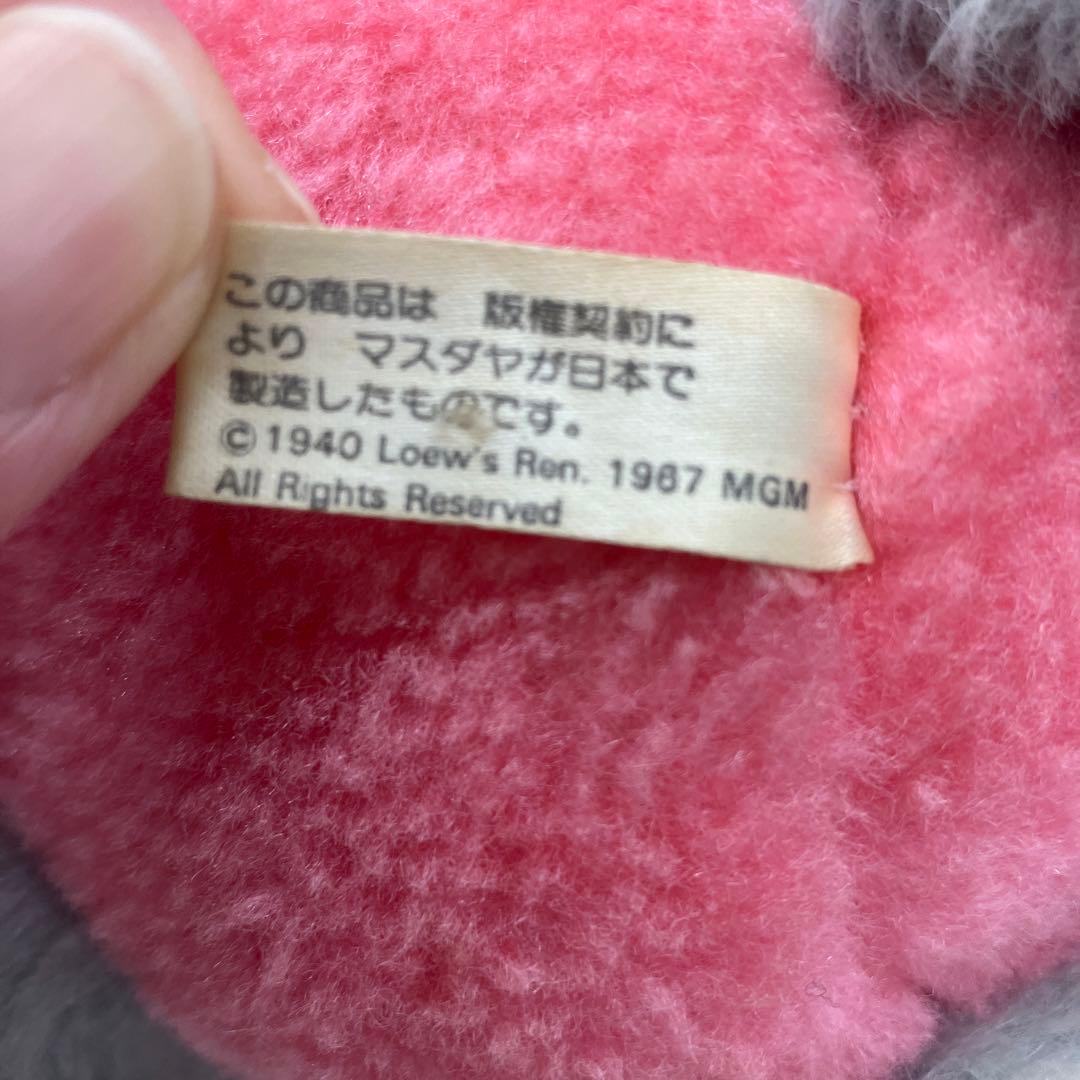 この商品は　版権契約に
より　マスダヤが日本で
製造したものです。
© 1940 Loew's Ren. 1967 MGM
All Rights Reserved